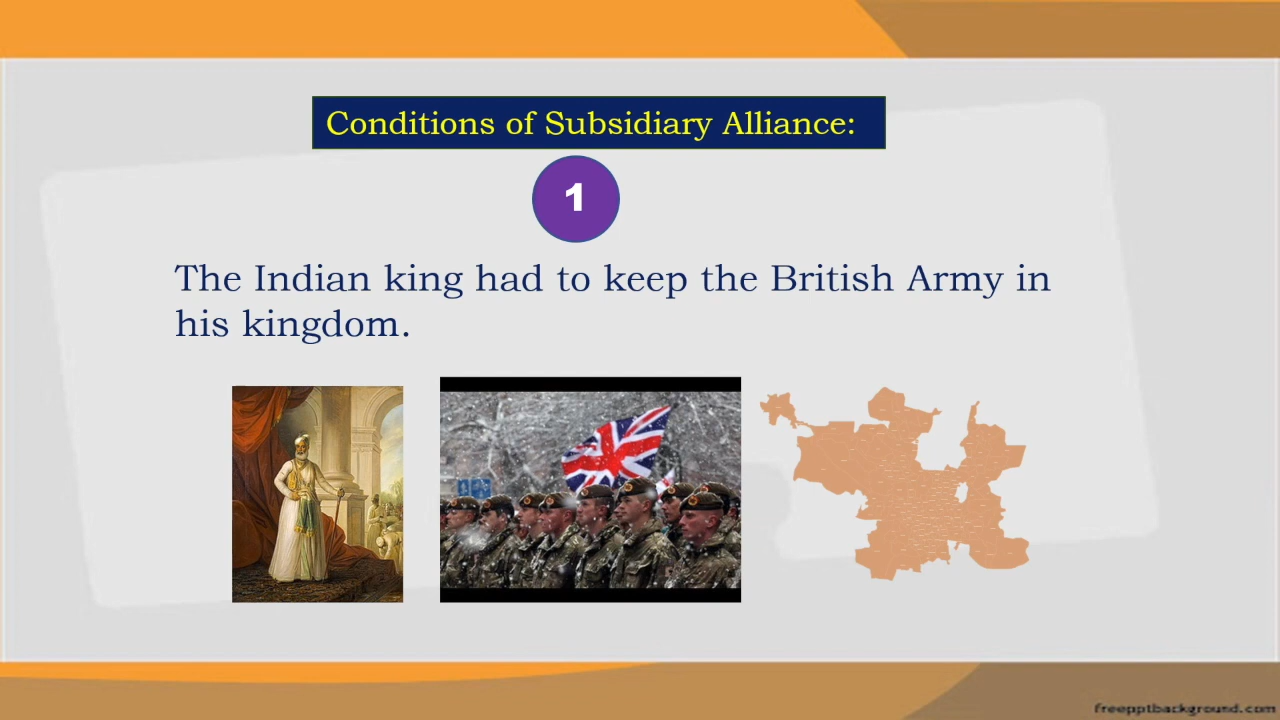 Conditions of Subsidiary Alliance:
1
The Indian king had to keep the British Army in
his kingdom.
freepptbackground.com